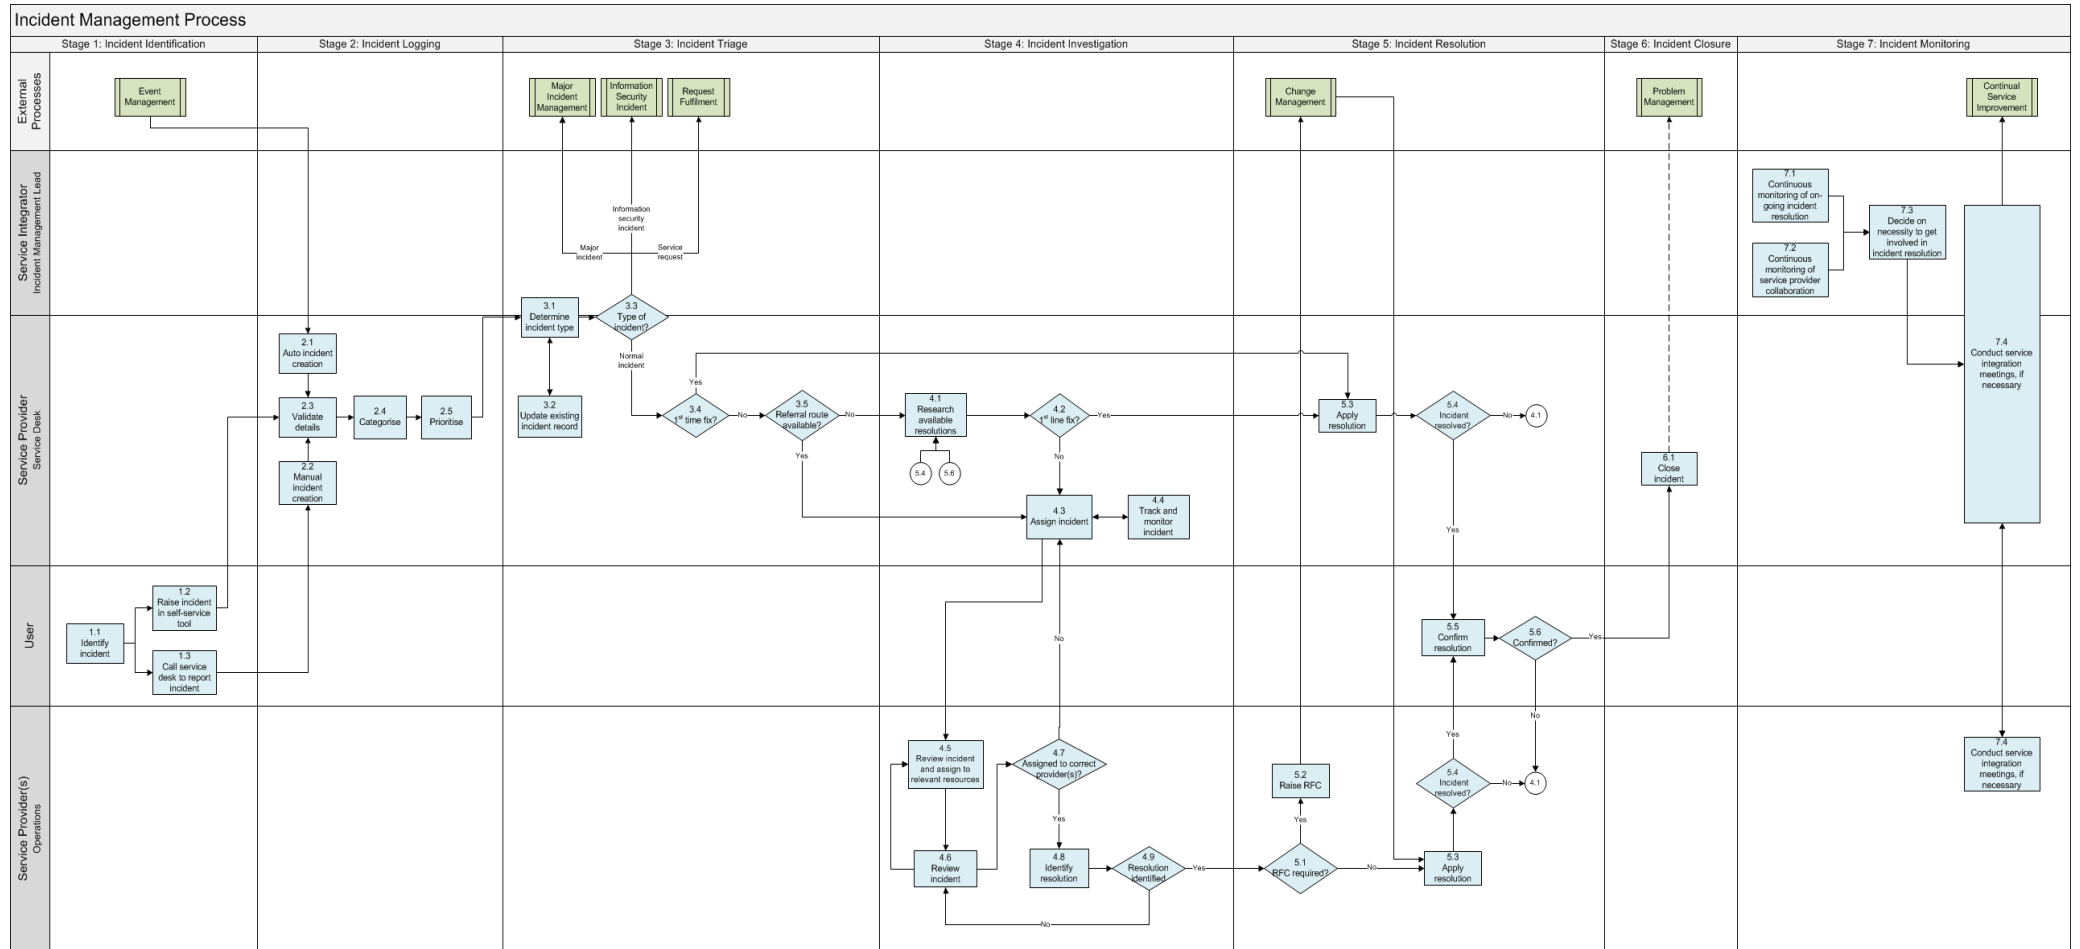 Incident Management Process
Stage 1: Incident Identification
Stage 2: Incident Logging
Stage 3: Incident Triage
Stage 4: Incident Investigation
Stage 5: Incident Resolution
Stage 6: Incident Closure
Stage 7: Incident Monitoring
External
Processes
Event
Management
Major
Incident
Management
Information
Security
Incident
Request
Fulfilment
Change
Management
Problem
Management
Continual
Service
Improvement
Service Integrator
Incident Management Lead
Information
security
incident
Major
incident
Service
request
7.1
Continuous
monitoring of on-
going incident
resolution
7.2
Continuous
monitoring of
service provider
collaboration
7.3
Decide on
necessity to get
involved in
incident resolution
3.1
Determine
incident type
3.3
Type of
incident?
Service Provider
Service Desk
2.1
Auto incident
creation
2.3
Validate
details
2.4
Categorise
2.5
Prioritise
2.2
Manual
incident
creation
Normal
incident
3.2
Update existing
incident record
Yes
3.4
1st time fix?
No
3.5
Referral route
available?
No
Yes
4.1
Research
available
resolutions
5.4
5.6
4.2
1st line fix?
Yes
No
4.3
Assign incident
4.4
Track and
monitor
incident
5.3
Apply
resolution
5.4
Incident
resolved?
No
4.1
Yes
6.1
Close
incident
7.4
Conduct service
integration
meetings, if
necessary
User
1.1
Identify
incident
1.2
Raise incident
in self-service
tool
1.3
Call service
desk to report
incident
No
5.5
Confirm
resolution
5.6
Confirmed?
Yes
No
Service Provider(s)
Operations
4.5
Review incident
and assign to
relevant resources
4.7
Assigned to correct
provider(s)?
Yes
4.6
Review
incident
4.8
Identify
resolution
4.9
Resolution
identified
Yes
No
5.2
Raise RFC
Yes
5.1
RFC required?
No
5.3
Apply
resolution
Yes
5.4
Incident
resolved?
No
4.1
7.4
Conduct service
integration
meetings, if
necessary